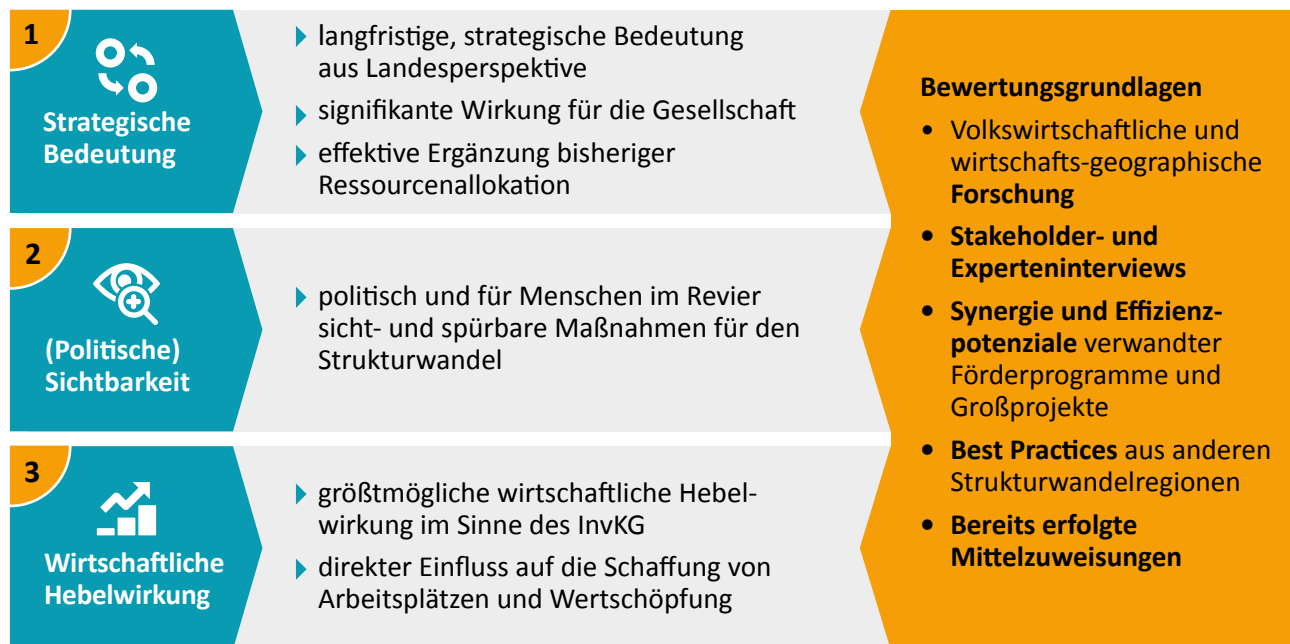 1
Strategische
Bedeutung
langfristige, strategische Bedeutung
aus Landesperspektive
signifikante Wirkung für die Gesellschaft
effektive Ergänzung bisheriger
Ressourcenallokation
2
(Politische)
Sichtbarkeit
politisch und für Menschen im Revier
sicht- und spürbare Maßnahmen für den
Strukturwandel
3
Wirtschaftliche
Hebelwirkung
größtmögliche wirtschaftliche Hebel-
wirkung im Sinne des InvKG
direkter Einfluss auf die Schaffung von
Arbeitsplätzen und Wertschöpfung
Bewertungsgrundlagen
• Volkswirtschaftliche und
wirtschafts-geographische
Forschung
• Stakeholder- und
Experteninterviews
• Synergie und Effizienz-
potenziale verwandter
Förderprogramme und
Großprojekte
• Best Practices aus anderen
Strukturwandelregionen
• Bereits erfolgte
Mittelzuweisungen